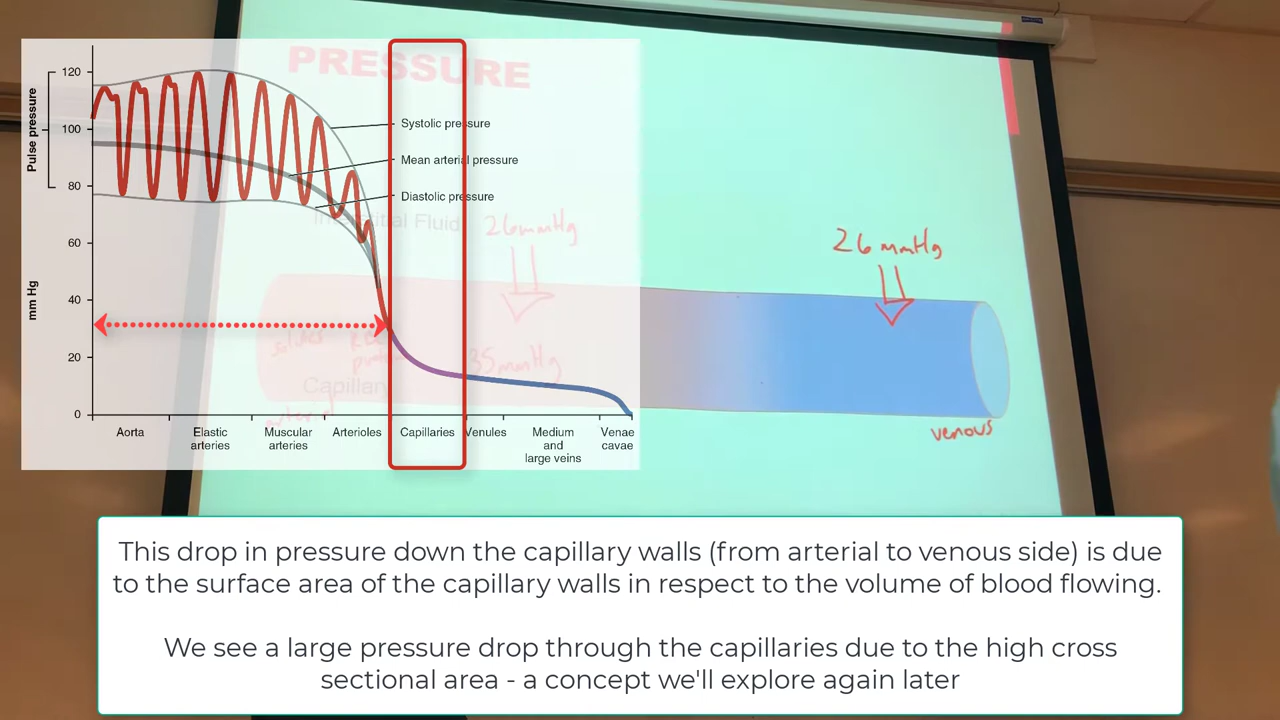 PRESSURE
120
100
80
60
40
20
0
Pulse pressure
mm Hg
Systolic pressure
Mean arterial pressure
Diastolic pressure
Interstitial Fluid
26mmHg
26 mmHg
35mmHg
Capillary
venous
Aorta
Elastic
arteries
Muscular
arteries
Arterioles
Capillaries
Venules
Medium
and
large veins
Venae
cavae
This drop in pressure down the capillary walls (from arterial to venous side) is due
to the surface area of the capillary walls in respect to the volume of blood flowing.
We see a large pressure drop through the capillaries due to the high cross
sectional area - a concept we'll explore again later